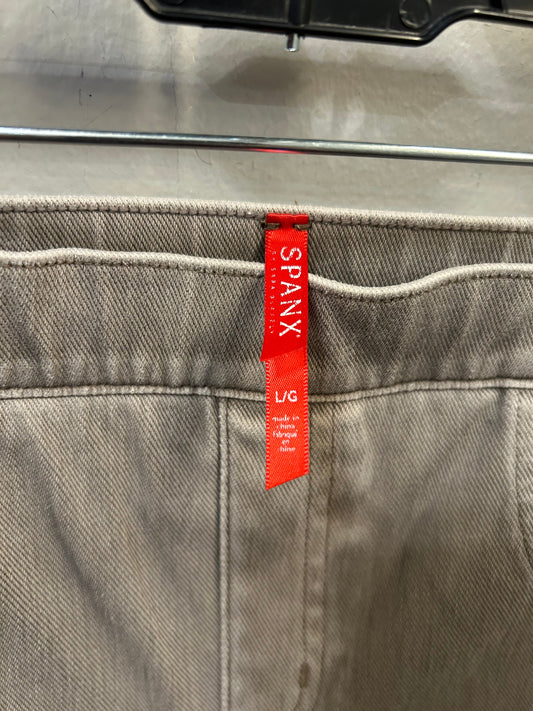 SPANX®
BY SARA BLAKELY
L/G
made in
china
fabriqué
en
chine